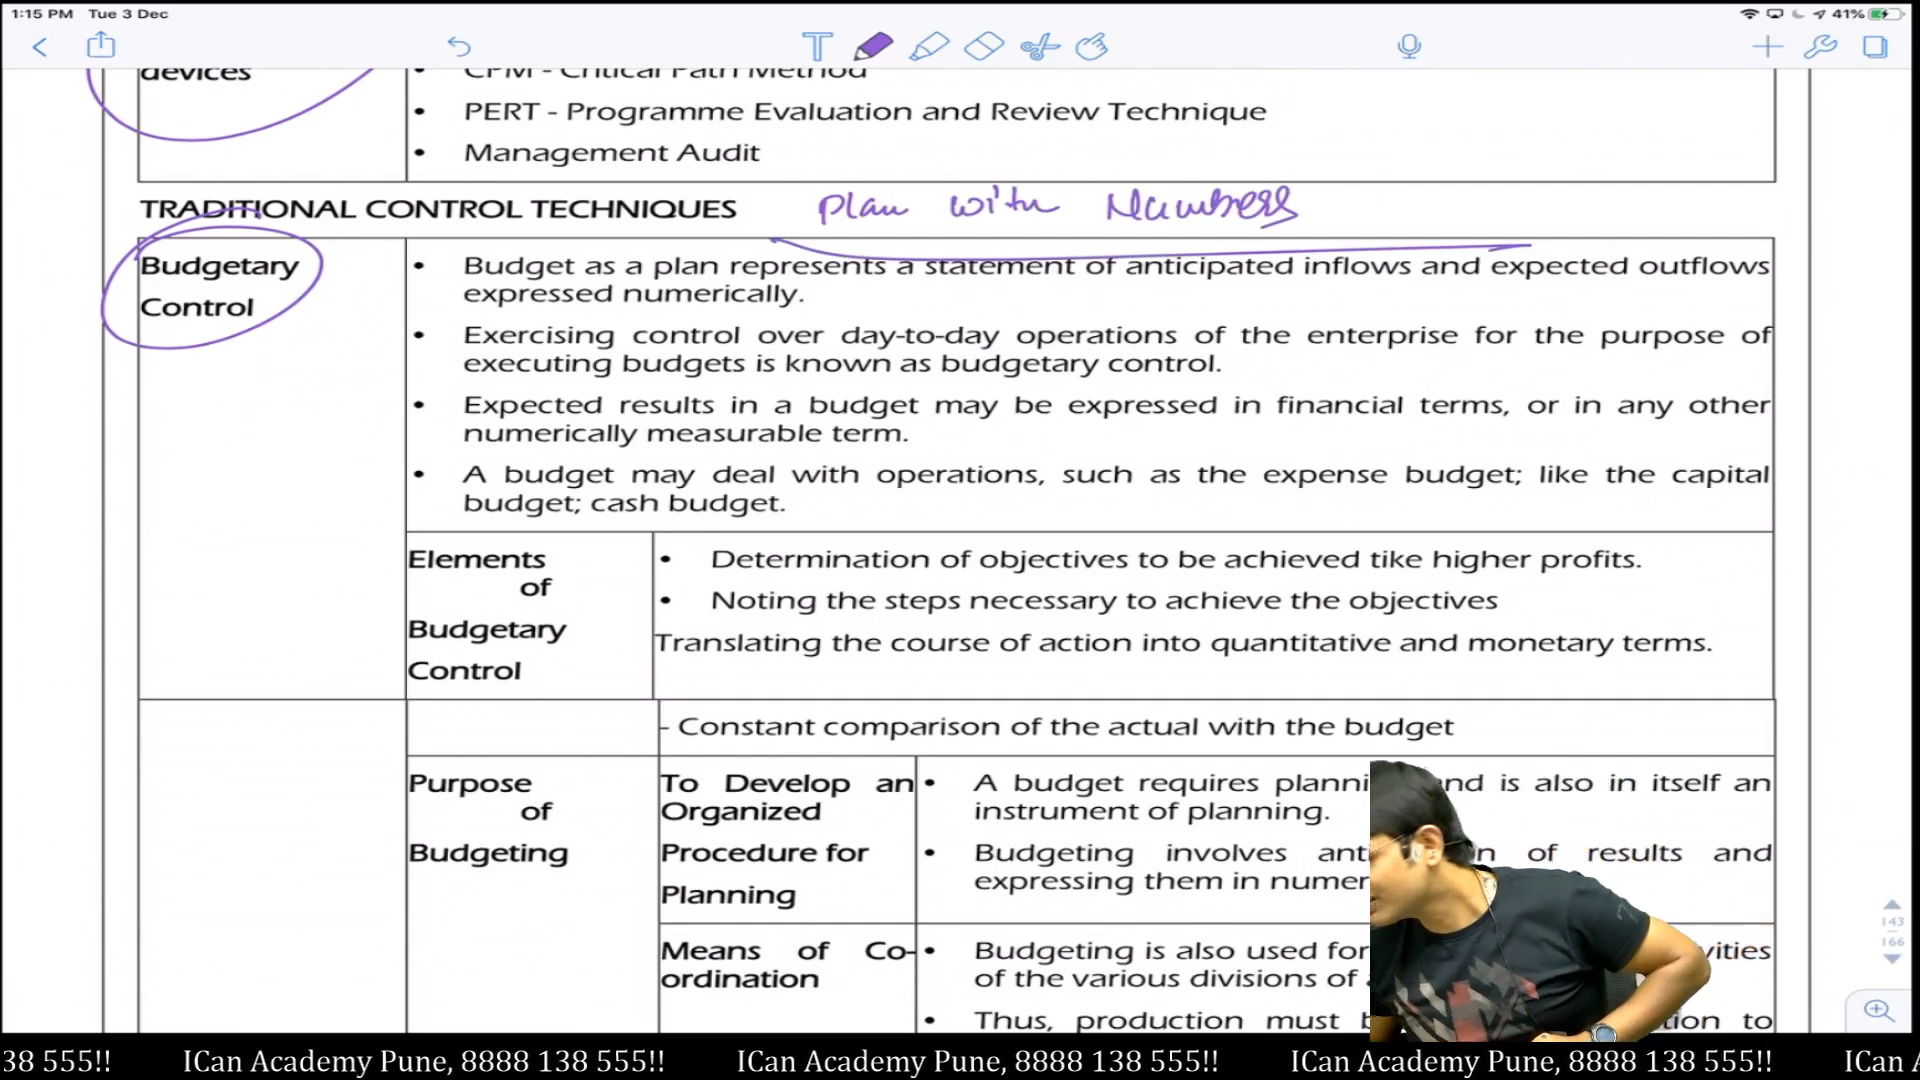 1:15 PM Tue 3 Dec
41%
devices
• CPM - Critical Path Method
• PERT - Programme Evaluation and Review Technique
• Management Audit
TRADITIONAL CONTROL TECHNIQUES Plan with Numbers
Budgetary
Control
• Budget as a plan represents a statement of anticipated inflows and expected outflows
expressed numerically.
• Exercising control over day-to-day operations of the enterprise for the purpose of
executing budgets is known as budgetary control.
• Expected results in a budget may be expressed in financial terms, or in any other
numerically measurable term.
• A budget may deal with operations, such as the expense budget; like the capital
budget; cash budget.
Elements
of
Budgetary
Control
• Determination of objectives to be achieved tike higher profits.
• Noting the steps necessary to achieve the objectives
Translating the course of action into quantitative and monetary terms.
- Constant comparison of the actual with the budget
Purpose
of
Budgeting
To Develop an
Organized
Procedure for
Planning
• A budget requires and is also in itself an
instrument of planning.
• Budgeting involves of results and
expressing them in
Means of Co-
ordination
• Budgeting is also used for
of the various divisions of
• Thus, production must to
143
166
38 555!! ICan Academy Pune, 8888 138 555!! ICan Academy Pune, 8888 138 555!! ICan Academy Pune, 8888 138 555!! ICan